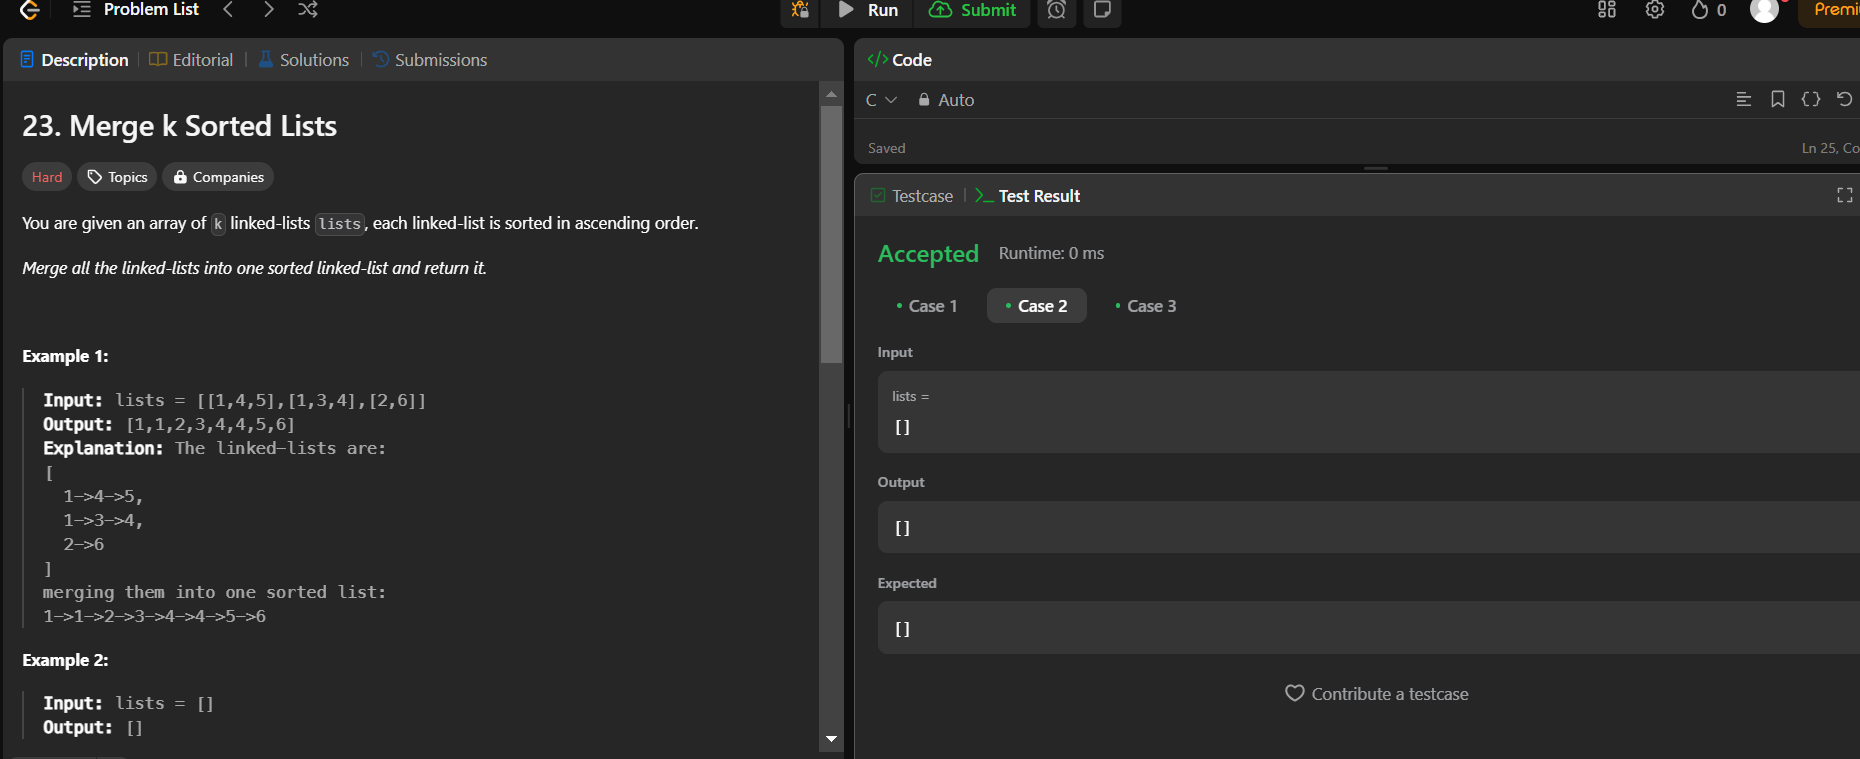 Problem List
Run
Submit
0
Premi
Description
Editorial
Solutions
Submissions
23. Merge k Sorted Lists
Hard
Topics
Companies
You are given an array of k linked-lists lists, each linked-list is sorted in ascending order.
Merge all the linked-lists into one sorted linked-list and return it.
Example 1:
Input: lists = [[1,4,5],[1,3,4],[2,6]]
Output: [1,1,2,3,4,4,5,6]
Explanation: The linked-lists are:
[
1->4->5,
1->3->4,
2->6
]
merging them into one sorted list:
1->1->2->3->4->4->5->6
Example 2:
Input: lists = []
Output: []
</> Code
C
Auto
{}
Saved
Ln 25, Co
Testcase
>_ Test Result
Accepted
Runtime: 0 ms
• Case 1
• Case 2
• Case 3
Input
lists =
[]
Output
[]
Expected
[]
Contribute a testcase